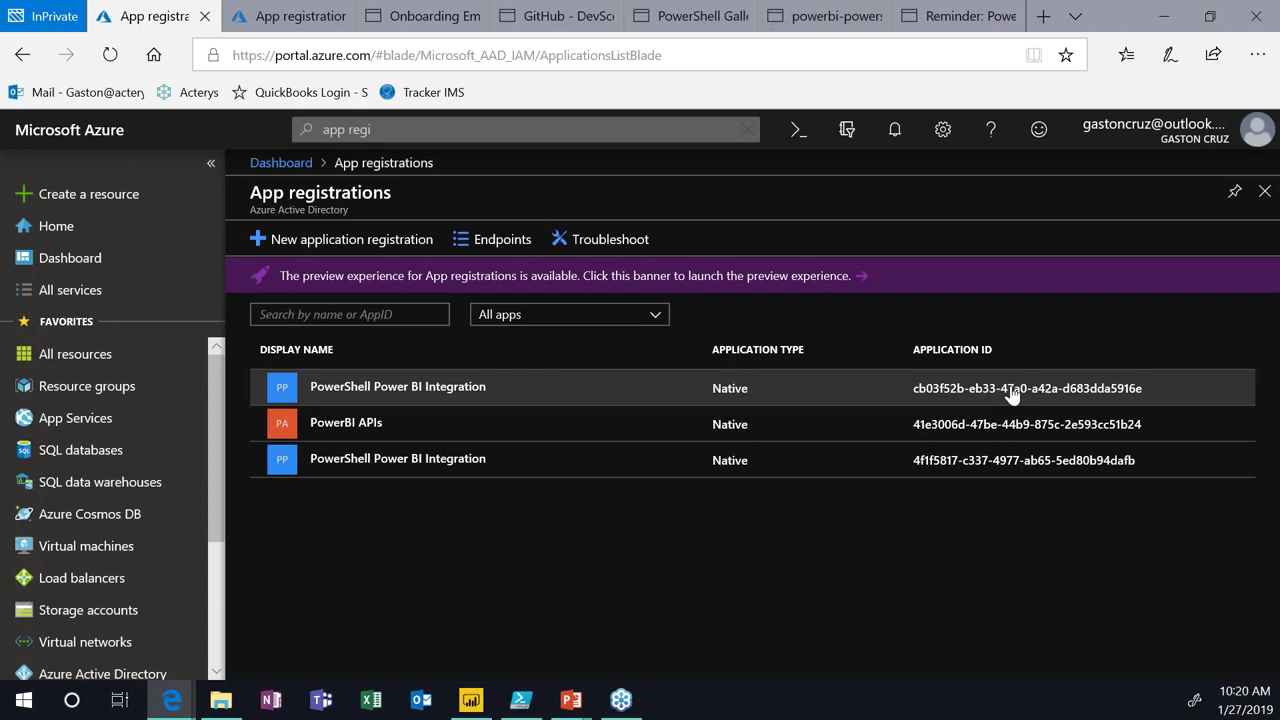 InPrivate
App registra
App registration
Onboarding Em
GitHub - DevSc
PowerShell Gall
powerbi-powers
Reminder: Powe
https://portal.azure.com/#blade/Microsoft_AAD_IAM/ApplicationsListBlade
Mail - Gaston@actery
Acterys
QuickBooks Login - S
Tracker IMS
Microsoft Azure
app regi
gastoncruz@outlook....
GASTON CRUZ
Dashboard > App registrations
App registrations
Azure Active Directory
Create a resource
Home
Dashboard
All services
FAVORITES
All resources
Resource groups
App Services
SQL databases
SQL data warehouses
Azure Cosmos DB
Virtual machines
Load balancers
Storage accounts
Virtual networks
Azure Active Directory
New application registration
Endpoints
Troubleshoot
The preview experience for App registrations is available. Click this banner to launch the preview experience. →
Search by name or AppID
All apps
DISPLAY NAME APPLICATION TYPE APPLICATION ID
PP PowerShell Power BI Integration Native cb03f52b-eb33-47a0-a42a-d683dda5916e
PA PowerBI APIs Native 41e3006d-47be-44b9-875c-2e593cc51b24
PP PowerShell Power BI Integration Native 4f1f5817-c337-4977-ab65-5ed80b94dafb
10:20 AM
1/27/2019